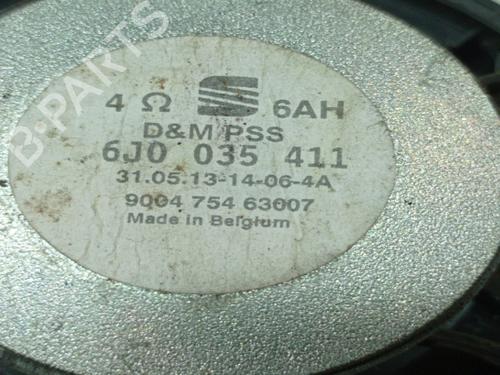 4 Ω 6AH
D&M PSS
6J0 035 411
31.05.13-14-06-4A
9004 754 63007
Made in Belgium
B-PARTS